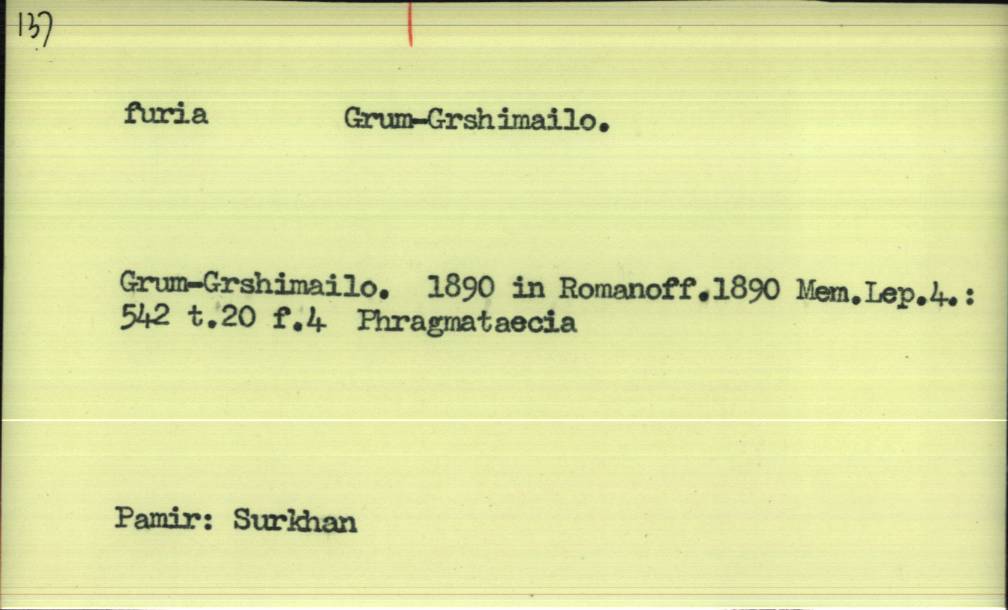 137
furia Grum-Grshimailo.
Grum-Grshimailo. 1890 in Romanoff.1890 Mem.Lep.4.:
542 t.20 f.4 Phragmataecia
Pamir: Surkhan